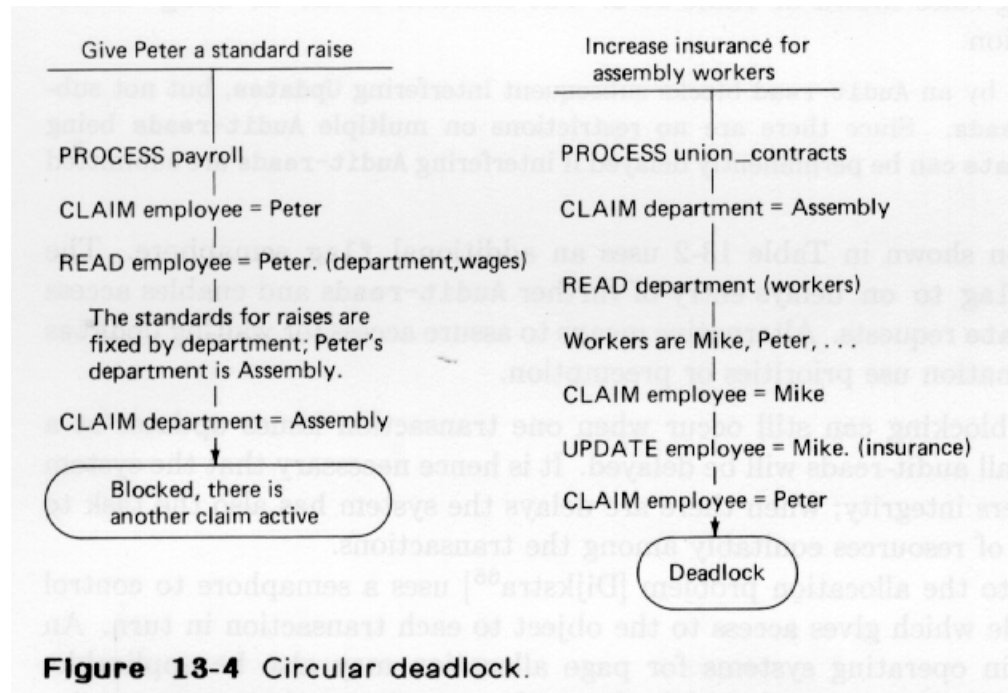 Give Peter a standard raise
PROCESS payroll
CLAIM employee = Peter
READ employee = Peter. (department,wages)
The standards for raises are
fixed by department; Peter's
department is Assembly.
CLAIM department = Assembly
Blocked, there is
another claim active
Increase insurance for
assembly workers
PROCESS union_contracts
CLAIM department = Assembly
READ department (workers)
Workers are Mike, Peter, . . .
CLAIM employee = Mike
UPDATE employee = Mike. (insurance)
CLAIM employee = Peter
Deadlock
Figure 13-4 Circular deadlock.